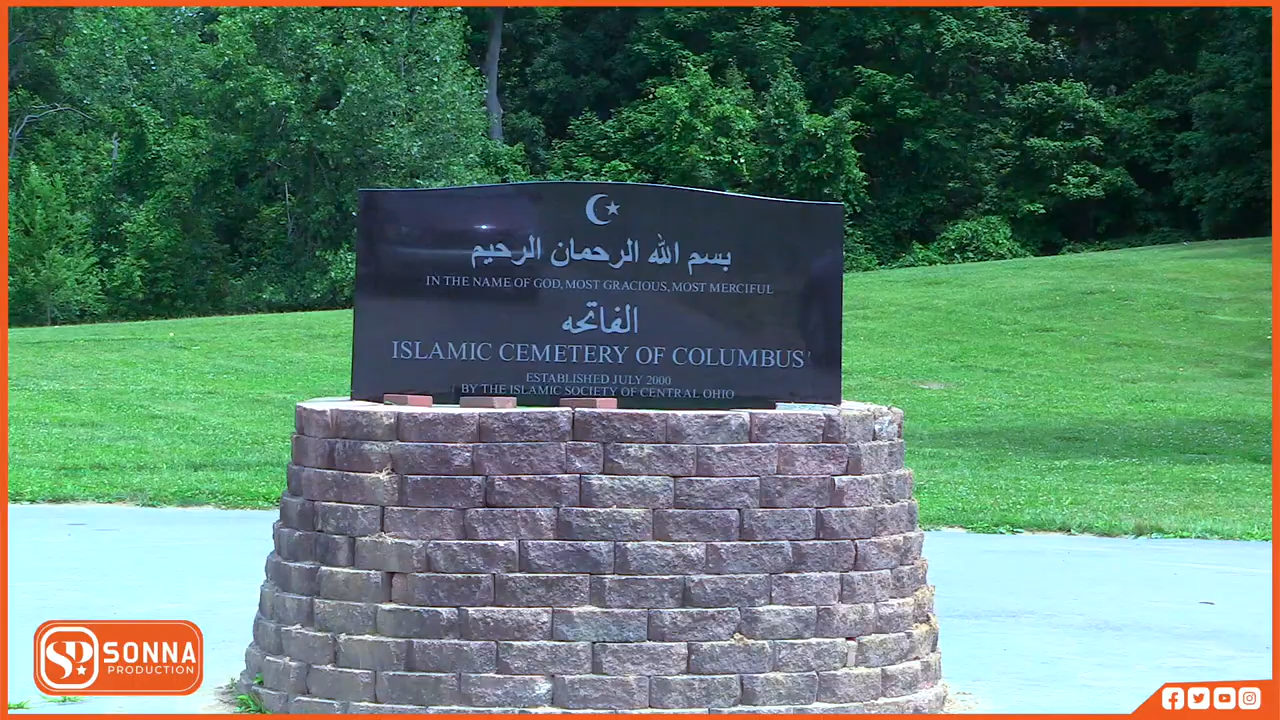 بسم الله الرحمان الرحيم
IN THE NAME OF GOD, MOST GRACIOUS, MOST MERCIFUL
الفاتحه
ISLAMIC CEMETERY OF COLUMBUS
ESTABLISHED JULY 2000
BY THE ISLAMIC SOCIETY OF CENTRAL OHIO
SP SONNA
PRODUCTION